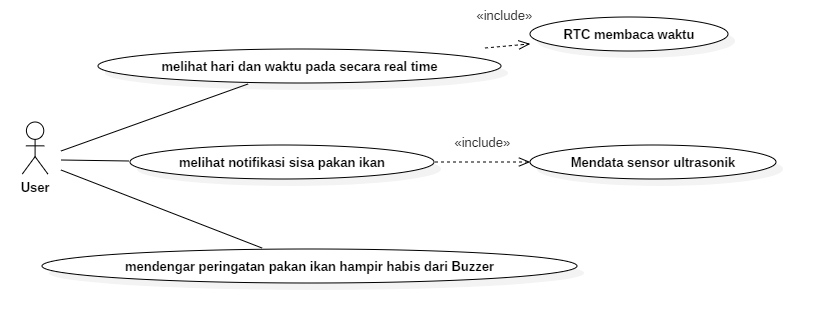 «include»
RTC membaca waktu
melihat hari dan waktu pada secara real time
«include»
melihat notifikasi sisa pakan ikan
Mendata sensor ultrasonik
User
mendengar peringatan pakan ikan hampir habis dari Buzzer